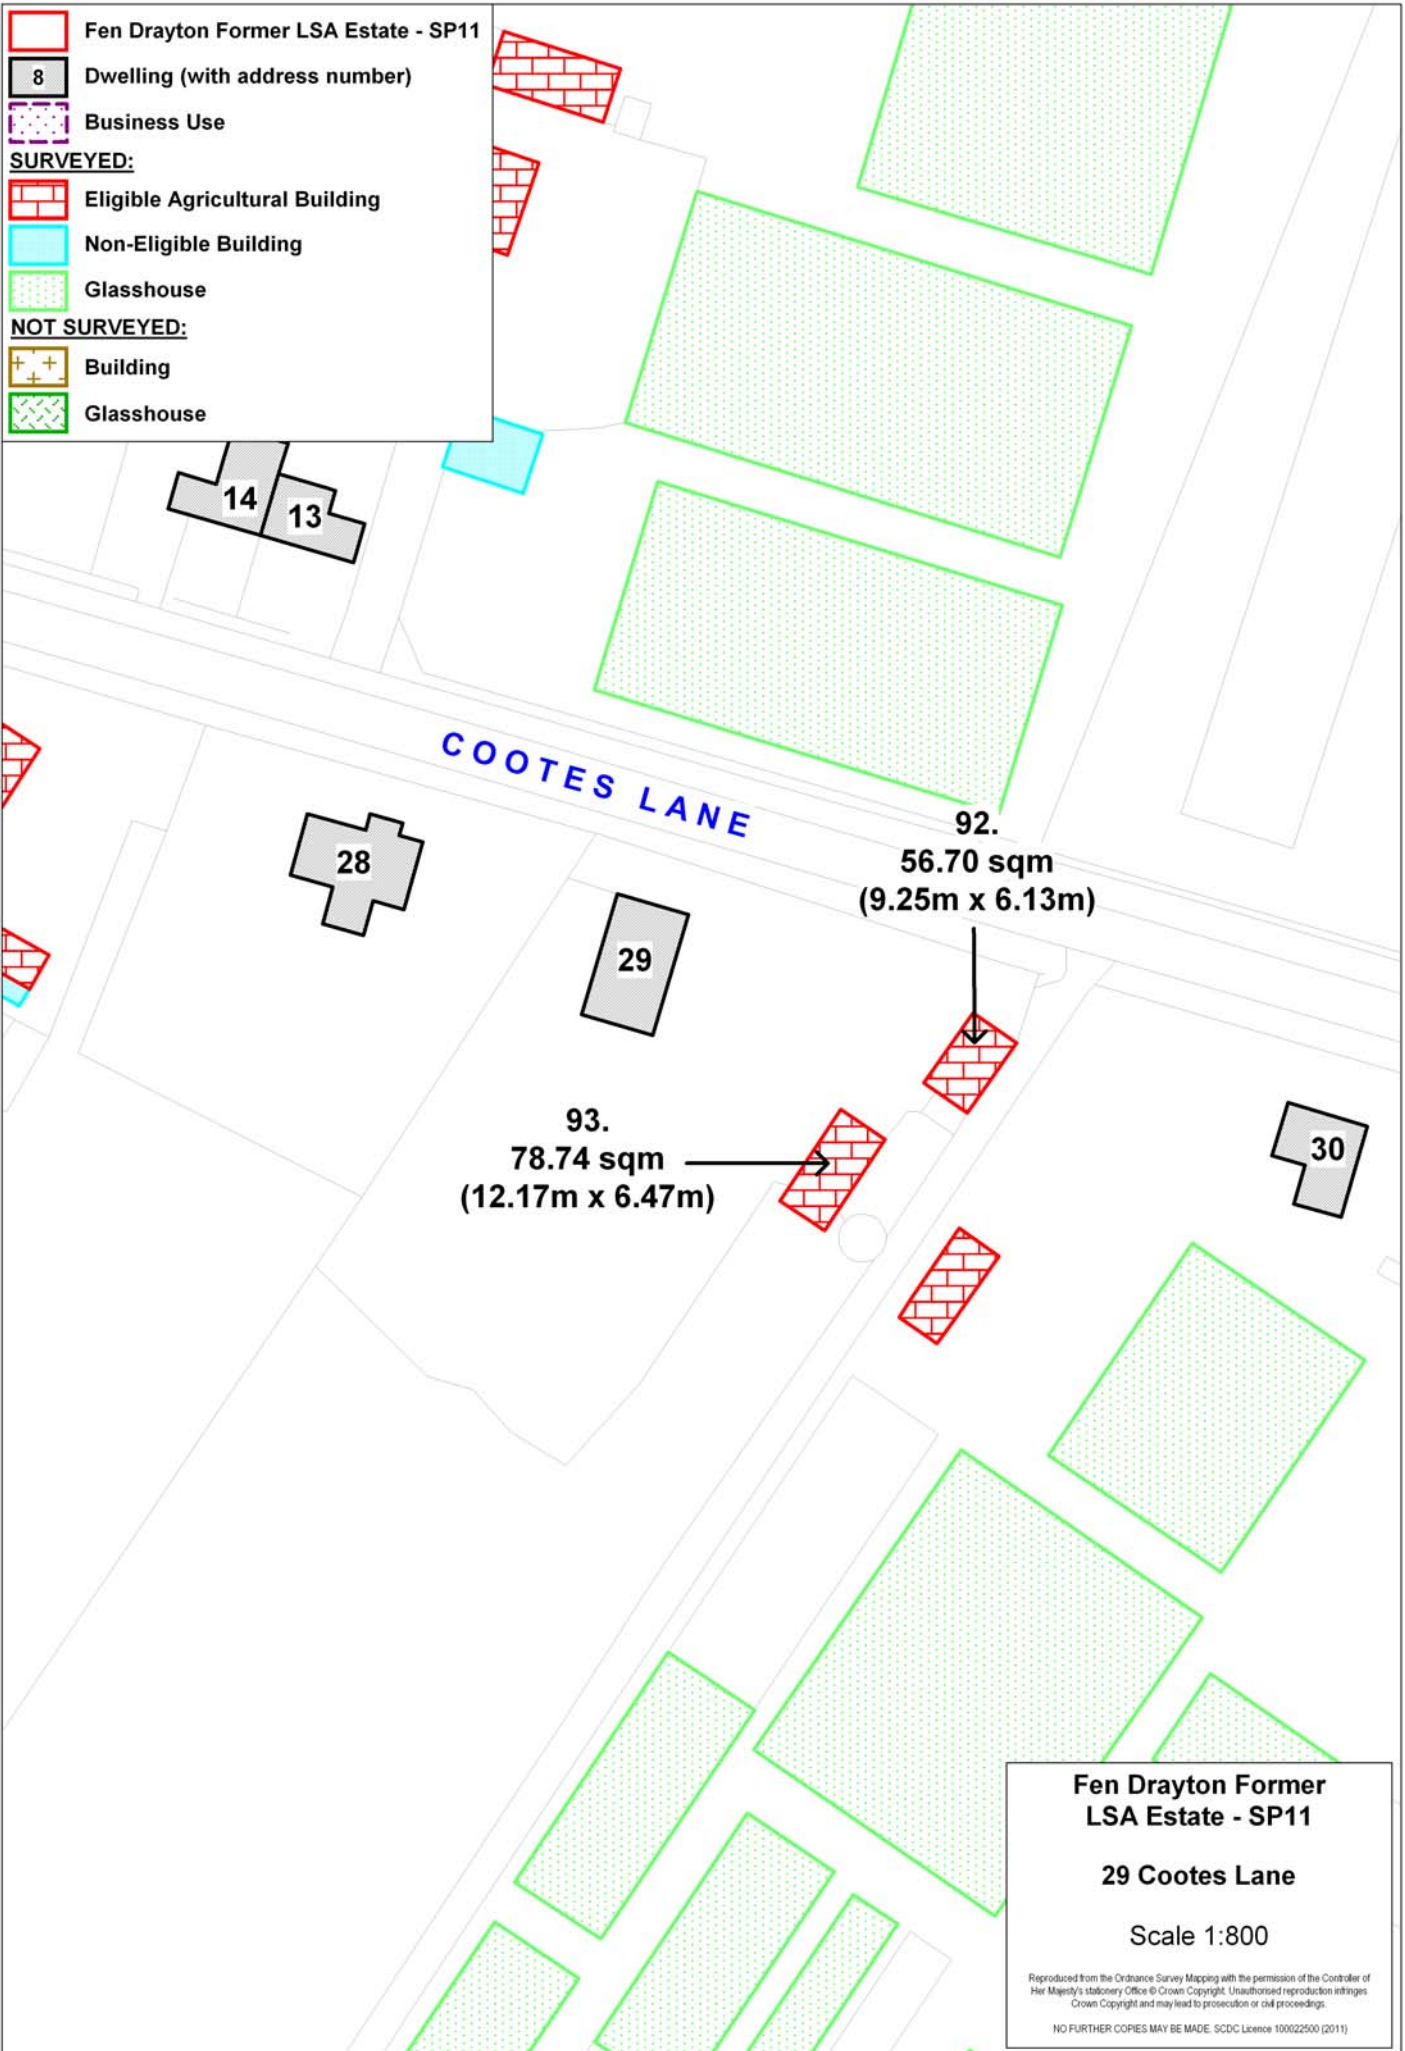 Fen Drayton Former LSA Estate - SP11
8 Dwelling (with address number)
Business Use
SURVEYED:
Eligible Agricultural Building
Non-Eligible Building
Glasshouse
NOT SURVEYED:
Building
Glasshouse
14
13
COOTES LANE
28
29
92.
56.70 sqm
(9.25m x 6.13m)
93.
78.74 sqm
(12.17m x 6.47m)
30
Fen Drayton Former
LSA Estate - SP11
29 Cootes Lane
Scale 1:800
Reproduced from the Ordnance Survey Mapping with the permission of the Controller of
Her Majesty's stationery Office © Crown Copyright. Unauthorised reproduction infringes
Crown Copyright and may lead to prosecution or civil proceedings.
NO FURTHER COPIES MAY BE MADE. SCDC Licence 100022500 (2011)